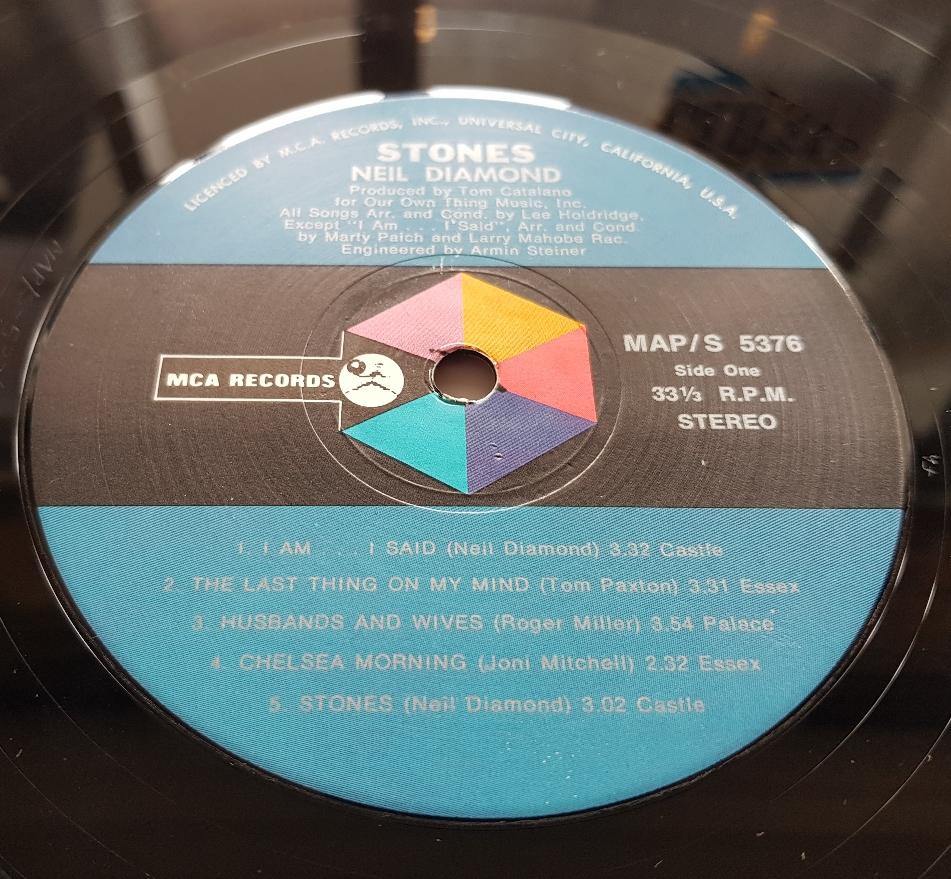 LICENCED BY M.C.A. RECORDS, INC., UNIVERSAL CITY, CALIFORNIA, U.S.A.
STONES
NEIL DIAMOND
Produced by Tom Catalano
for Our Own Thing Music, Inc.
All Songs Arr. and Cond. by Lee Holdridge,
Except "I Am . . . I Said", Arr. and Cond.
by Marty Paich and Larry Mahobe Rac.
Engineered by Armin Steiner
MCA RECORDS
MAP/S 5376
Side One
33⅓ R.P.M.
STEREO
1. I AM . . . I SAID (Neil Diamond) 3.32 Castle
2. THE LAST THING ON MY MIND (Tom Paxton) 3.31 Essex
3. HUSBANDS AND WIVES (Roger Miller) 3.54 Palace
4. CHELSEA MORNING (Joni Mitchell) 2.32 Essex
5. STONES (Neil Diamond) 3.02 Castle